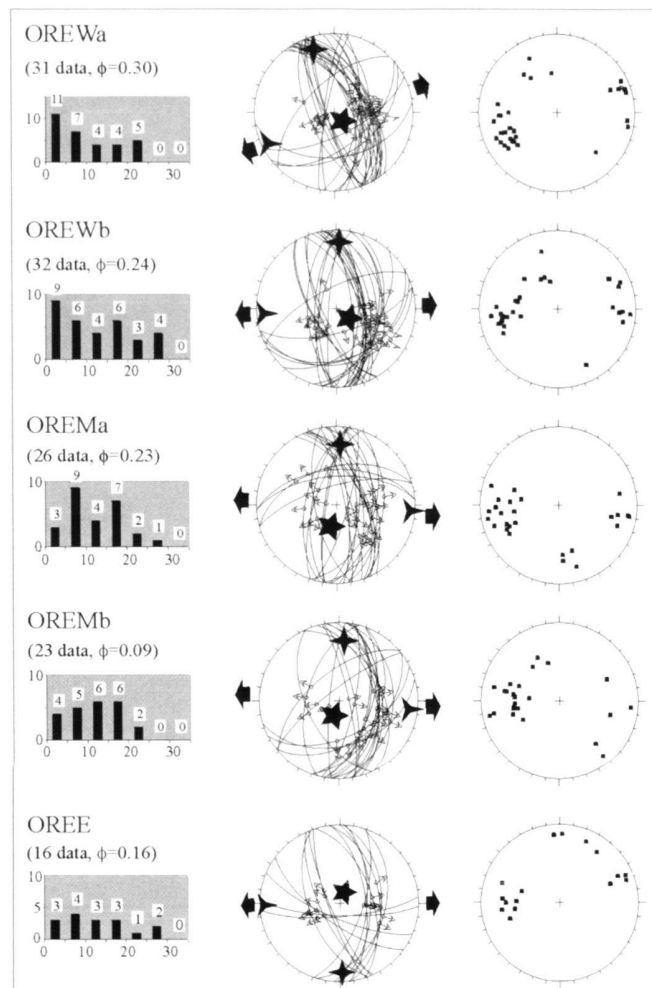 OREWa
(31 data, ϕ=0.30)
11 7 4 4 5 0 0
10
0
0 10 20 30
OREWb
(32 data, ϕ=0.24)
9 6 4 6 3 4 0
10
0
0 10 20 30
OREMa
(26 data, ϕ=0.23)
3 9 4 7 2 1 0
10
0
0 10 20 30
OREMb
(23 data, ϕ=0.09)
4 5 6 6 2 0 0
10
0
0 10 20 30
OREE
(16 data, ϕ=0.16)
3 4 3 3 1 2 0
10
5
0
0 10 20 30